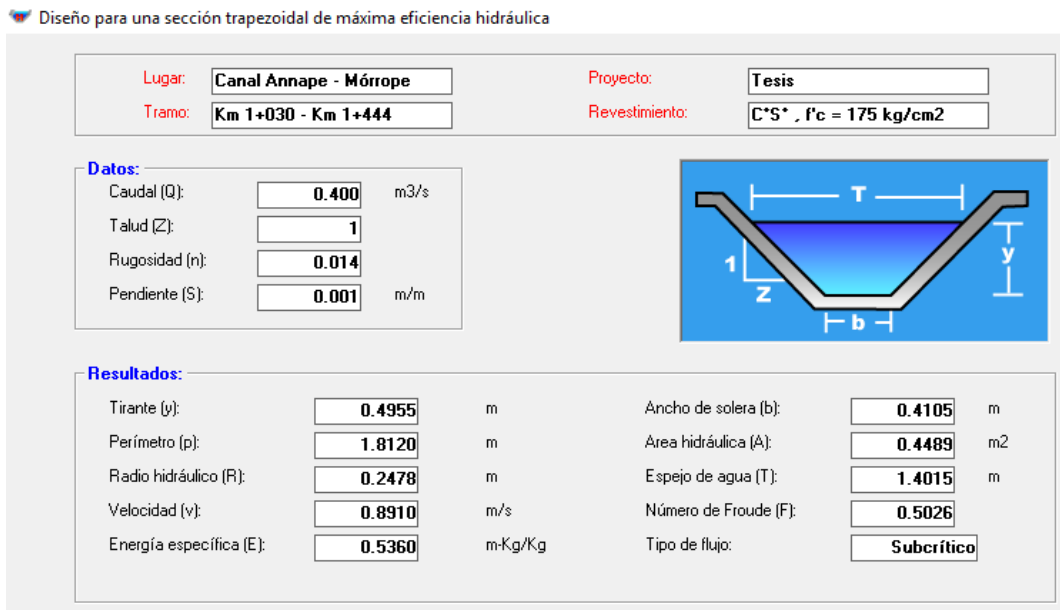 Diseño para una sección trapezoidal de máxima eficiencia hidráulica
Lugar: Canal Annape - Mórrope Proyecto: Tesis
Tramo: Km 1+030 - Km 1+444 Revestimiento: C*S* , f'c = 175 kg/cm2
Datos:
Caudal (Q): 0.400 m3/s
Talud (Z): 1
Rugosidad (n): 0.014
Pendiente (S): 0.001 m/m
T
y
1
Z
b
Resultados:
Tirante (y): 0.4955 m Ancho de solera (b): 0.4105 m
Perímetro (p): 1.8120 m Area hidráulica (A): 0.4489 m2
Radio hidráulico (R): 0.2478 m Espejo de agua (T): 1.4015 m
Velocidad (v): 0.8910 m/s Número de Froude (F): 0.5026
Energía específica (E): 0.5360 m-Kg/Kg Tipo de flujo: Subcrítico